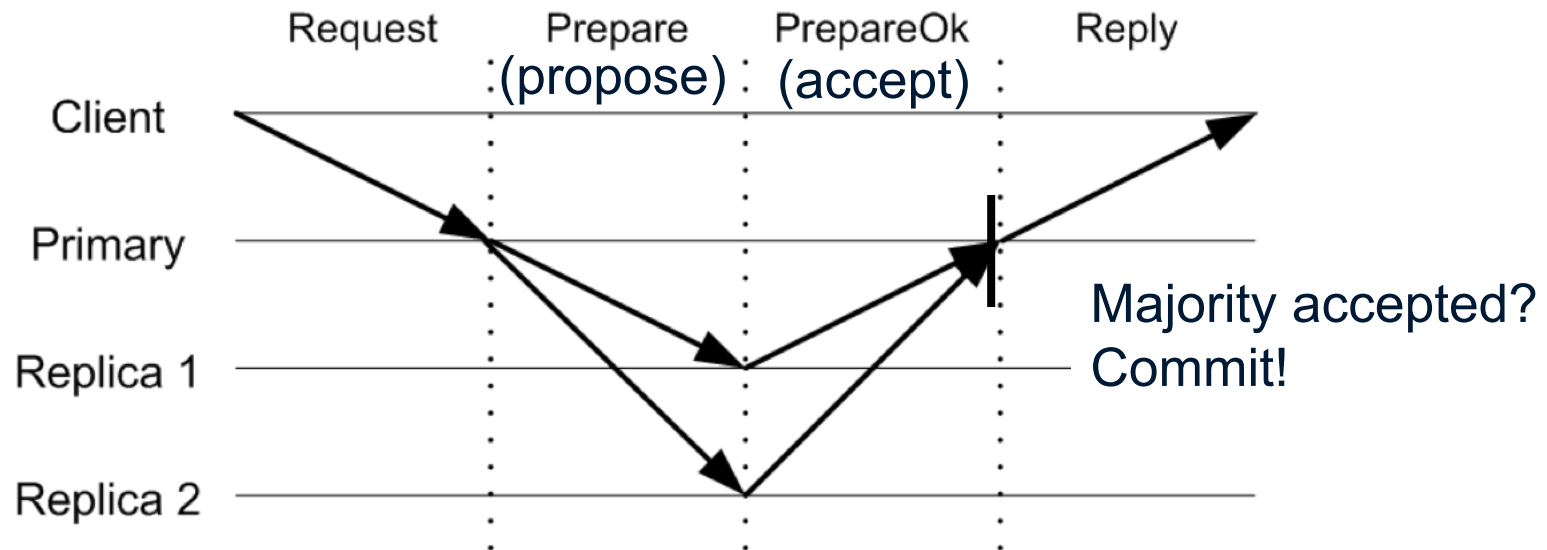 Request Prepare PrepareOk Reply
(propose) (accept)
Client
Primary
Majority accepted?
Commit!
Replica 1
Replica 2